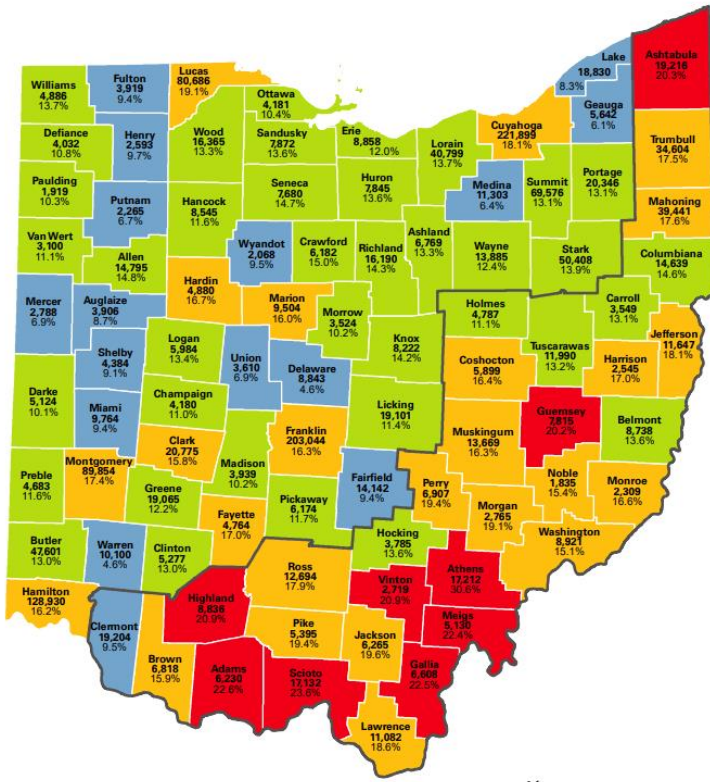 Williams
4,886
13.7%
Fulton
3,919
9.4%
Lucas
80,686
19.1%
Ottawa
4,181
10.4%
Lake
18,830
8.3%
Geauga
5,642
6.1%
Ashtabula
19,216
20.3%
Defiance
4,032
10.8%
Henry
2,593
9.7%
Wood
16,365
13.3%
Sandusky
7,872
13.6%
Erie
8,858
12.0%
Lorain
40,799
13.7%
Cuyahoga
221,899
18.1%
Trumbull
34,604
17.5%
Paulding
1,919
10.3%
Putnam
2,265
6.7%
Hancock
8,545
11.6%
Seneca
7,680
14.7%
Huron
7,845
13.6%
Medina
11,303
6.4%
Summit
69,576
13.1%
Portage
20,346
13.1%
Mahoning
39,441
17.6%
Van Wert
3,100
11.1%
Allen
14,795
14.8%
Wyandot
2,068
9.5%
Crawford
6,182
15.0%
Richland
16,190
14.3%
Ashland
6,769
13.3%
Wayne
13,885
12.4%
Stark
50,408
13.9%
Columbiana
14,639
14.6%
Mercer
2,788
6.9%
Auglaize
3,906
8.7%
Hardin
4,880
16.7%
Marion
9,504
16.0%
Morrow
3,524
10.2%
Holmes
4,787
11.1%
Carroll
3,549
13.1%
Jefferson
11,647
18.1%
Shelby
4,384
9.1%
Logan
5,984
13.4%
Union
3,610
6.9%
Delaware
8,843
4.6%
Knox
8,222
14.2%
Coshocton
5,899
16.4%
Tuscarawas
11,990
13.2%
Harrison
2,545
17.0%
Darke
5,124
10.1%
Miami
9,764
9.4%
Champaign
4,180
11.0%
Licking
19,101
11.4%
Guernsey
7,815
20.2%
Belmont
8,738
13.6%
Clark
20,775
15.8%
Franklin
203,044
16.3%
Muskingum
13,669
16.3%
Preble
4,683
11.6%
Montgomery
89,854
17.4%
Greene
19,065
12.2%
Madison
3,939
10.2%
Pickaway
6,174
11.7%
Fairfield
14,142
9.4%
Perry
6,907
19.4%
Noble
1,835
15.4%
Monroe
2,309
16.6%
Morgan
2,765
19.1%
Fayette
4,764
17.0%
Butler
47,601
13.0%
Warren
10,100
4.6%
Clinton
5,277
13.0%
Hocking
3,785
13.6%
Washington
8,921
15.1%
Ross
12,694
17.9%
Athens
17,212
30.6%
Hamilton
128,930
16.2%
Clermont
19,204
9.5%
Highland
8,836
20.9%
Vinton
2,719
20.9%
Meigs
5,130
22.4%
Pike
5,395
19.4%
Jackson
6,265
19.6%
Brown
6,818
15.9%
Adams
6,230
22.6%
Scioto
17,132
23.8%
Gallia
6,608
22.5%
Lawrence
11,082
18.6%